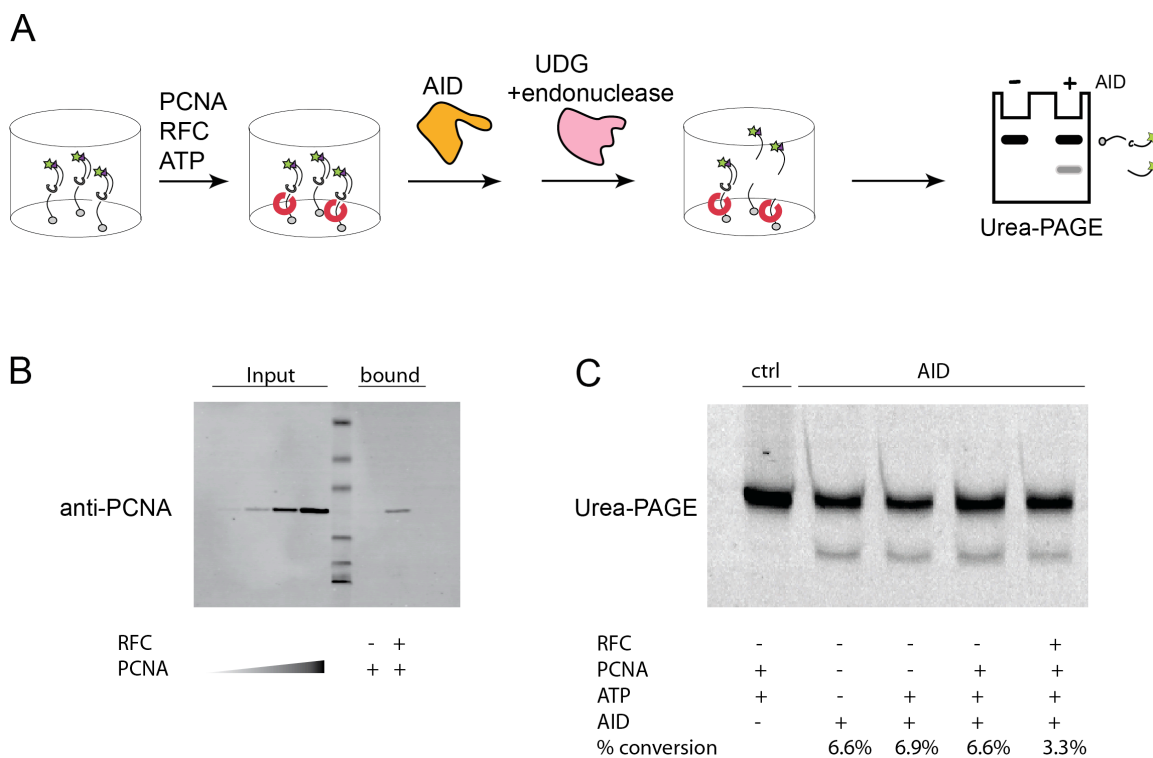 A
PCNA
RFC
ATP
AID
UDG
+endonuclease
- + AID
Urea-PAGE
B
Input bound
anti-PCNA
RFC - +
PCNA + +
C
ctrl AID
Urea-PAGE
RFC - - - - +
PCNA + - - + +
ATP + - + + +
AID - + + + +
% conversion 6.6% 6.9% 6.6% 3.3%